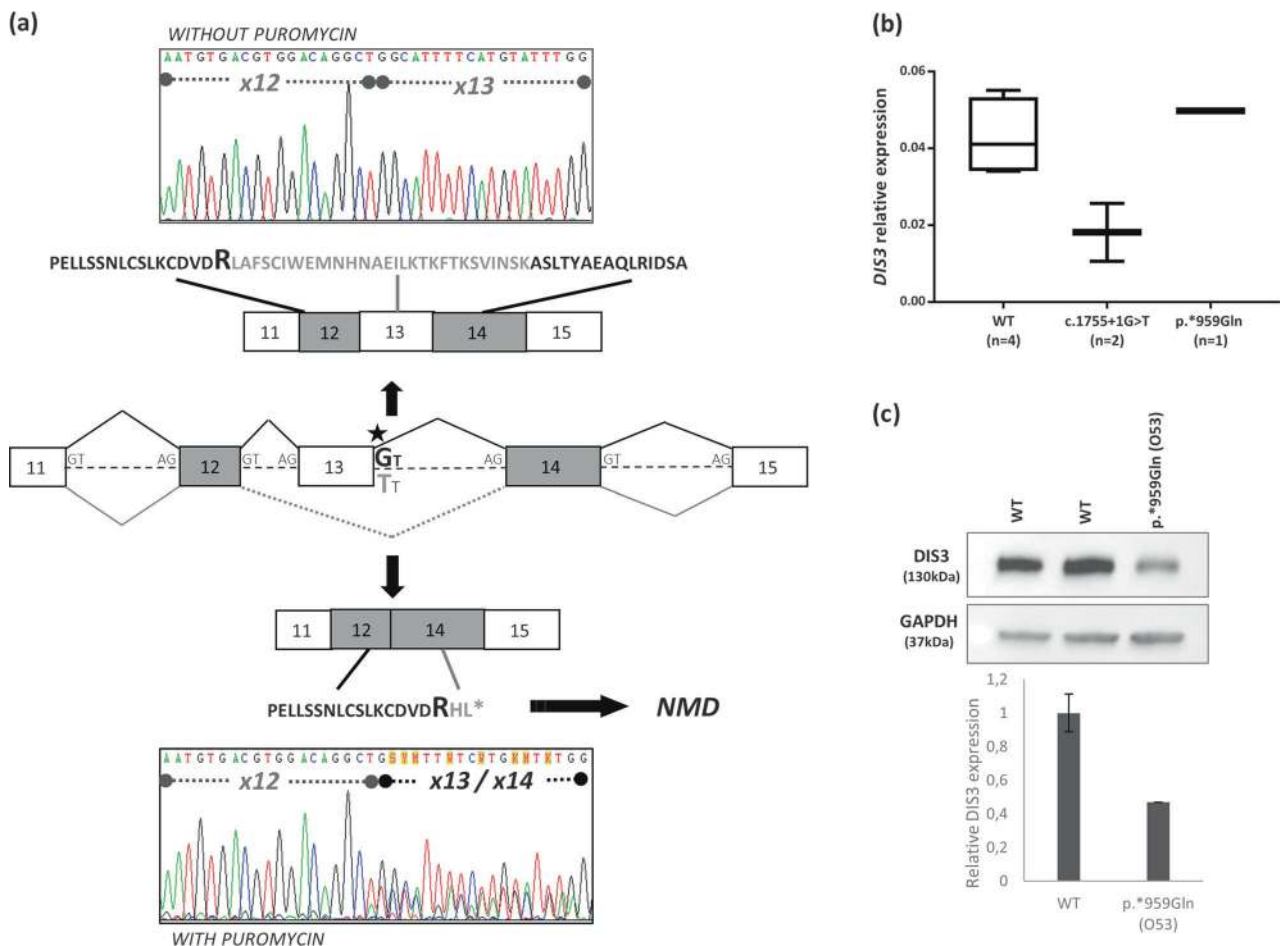 (a)
WITHOUT PUROMYCIN
AATGTGACGTGGACAGGCTGGCATTTTCATGTATTTGG
x12 x13
PELLSSNLCSLKCDVDRLAFSCIWEMNHNAEILKTKFTKSVINSKASLTYAEAQLRIDSA
11 12 13 14 15
★
11 GT AG 12 GT AG 13 GT AG 14 GT AG 15
TT
11 12 14 15
PELLSSNLCSLKCDVDRHL* NMD
AATGTGACGTGGACAGGCTGSYMTTWTCWTGKMTKTGG
x12 x13 / x14
WITH PUROMYCIN
(b)
DIS3 relative expression
0.06
0.04
0.02
0.00
WT c.1755+1G>T p.*959Gln
(n=4) (n=2) (n=1)
(c)
WT WT p.*959Gln (O53)
DIS3
(130kDa)
GAPDH
(37kDa)
Relative DIS3 expression
1,2
1
0,8
0,6
0,4
0,2
0
WT p.*959Gln
(O53)